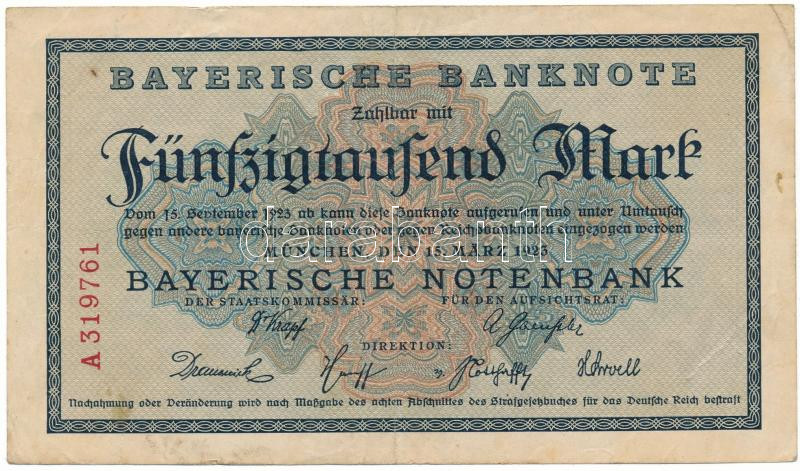 BAYERISCHE BANKNOTE
Zahlbar mit
Fünfzigtausend Mark
Vom 15. September 1923 ab kann diese Banknote aufgerufen und unter Umtausch
gegen andere bayerische Banknoten oder gegen Reichsbanknoten eingezogen werden
MÜNCHEN, DEN 15. MÄRZ 1923
BAYERISCHE NOTENBANK
DER STAATSKOMMISSÄR: FÜR DEN AUFSICHTSRAT:
DIREKTION:
Nachahmung oder Veränderung wird nach Maßgabe des achten Abschnittes des Strafgesetzbuches für das Deutsche Reich bestraft
A 319761
darabanth